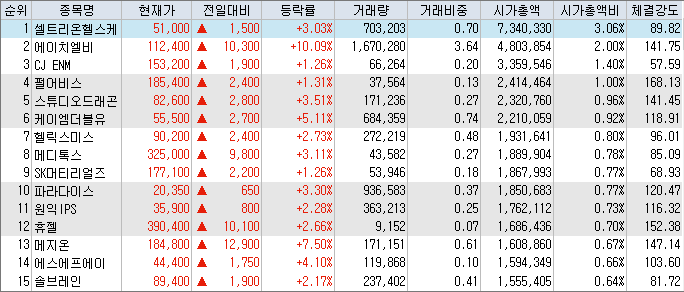 순위 종목명 현재가 전일대비 등락률 거래량 거래비중 시가총액 시가총액비 체결강도
1 셀트리온헬스케 51,000 ▲ 1,500 +3.03% 703,203 0.70 7,340,330 3.06% 89.82
2 에이치엘비 112,400 ▲ 10,300 +10.09% 1,670,280 3.64 4,803,854 2.00% 141.75
3 CJ ENM 153,200 ▲ 1,900 +1.26% 66,264 0.20 3,359,546 1.40% 57.59
4 펄어비스 185,400 ▲ 2,400 +1.31% 37,564 0.13 2,414,464 1.00% 168.13
5 스튜디오드래곤 82,600 ▲ 2,800 +3.51% 171,236 0.27 2,320,760 0.96% 141.45
6 케이엠더블유 55,500 ▲ 2,700 +5.11% 684,359 0.74 2,210,059 0.92% 118.91
7 헬릭스미스 90,200 ▲ 2,400 +2.73% 272,219 0.48 1,931,641 0.80% 96.01
8 메디톡스 325,000 ▲ 9,800 +3.11% 43,582 0.27 1,889,904 0.78% 85.09
9 SK머티리얼즈 177,100 ▲ 2,200 +1.26% 53,946 0.18 1,867,993 0.77% 68.93
10 파라다이스 20,350 ▲ 650 +3.30% 936,583 0.37 1,850,683 0.77% 120.47
11 원익IPS 35,900 ▲ 800 +2.28% 363,213 0.25 1,762,112 0.73% 116.32
12 휴젤 390,400 ▲ 10,100 +2.66% 9,152 0.07 1,686,436 0.70% 152.38
13 메지온 184,800 ▲ 12,900 +7.50% 171,151 0.61 1,608,860 0.67% 147.14
14 에스에프에이 44,400 ▲ 1,750 +4.10% 119,868 0.10 1,594,349 0.66% 103.60
15 솔브레인 89,400 ▲ 1,900 +2.17% 237,402 0.41 1,555,405 0.64% 81.72